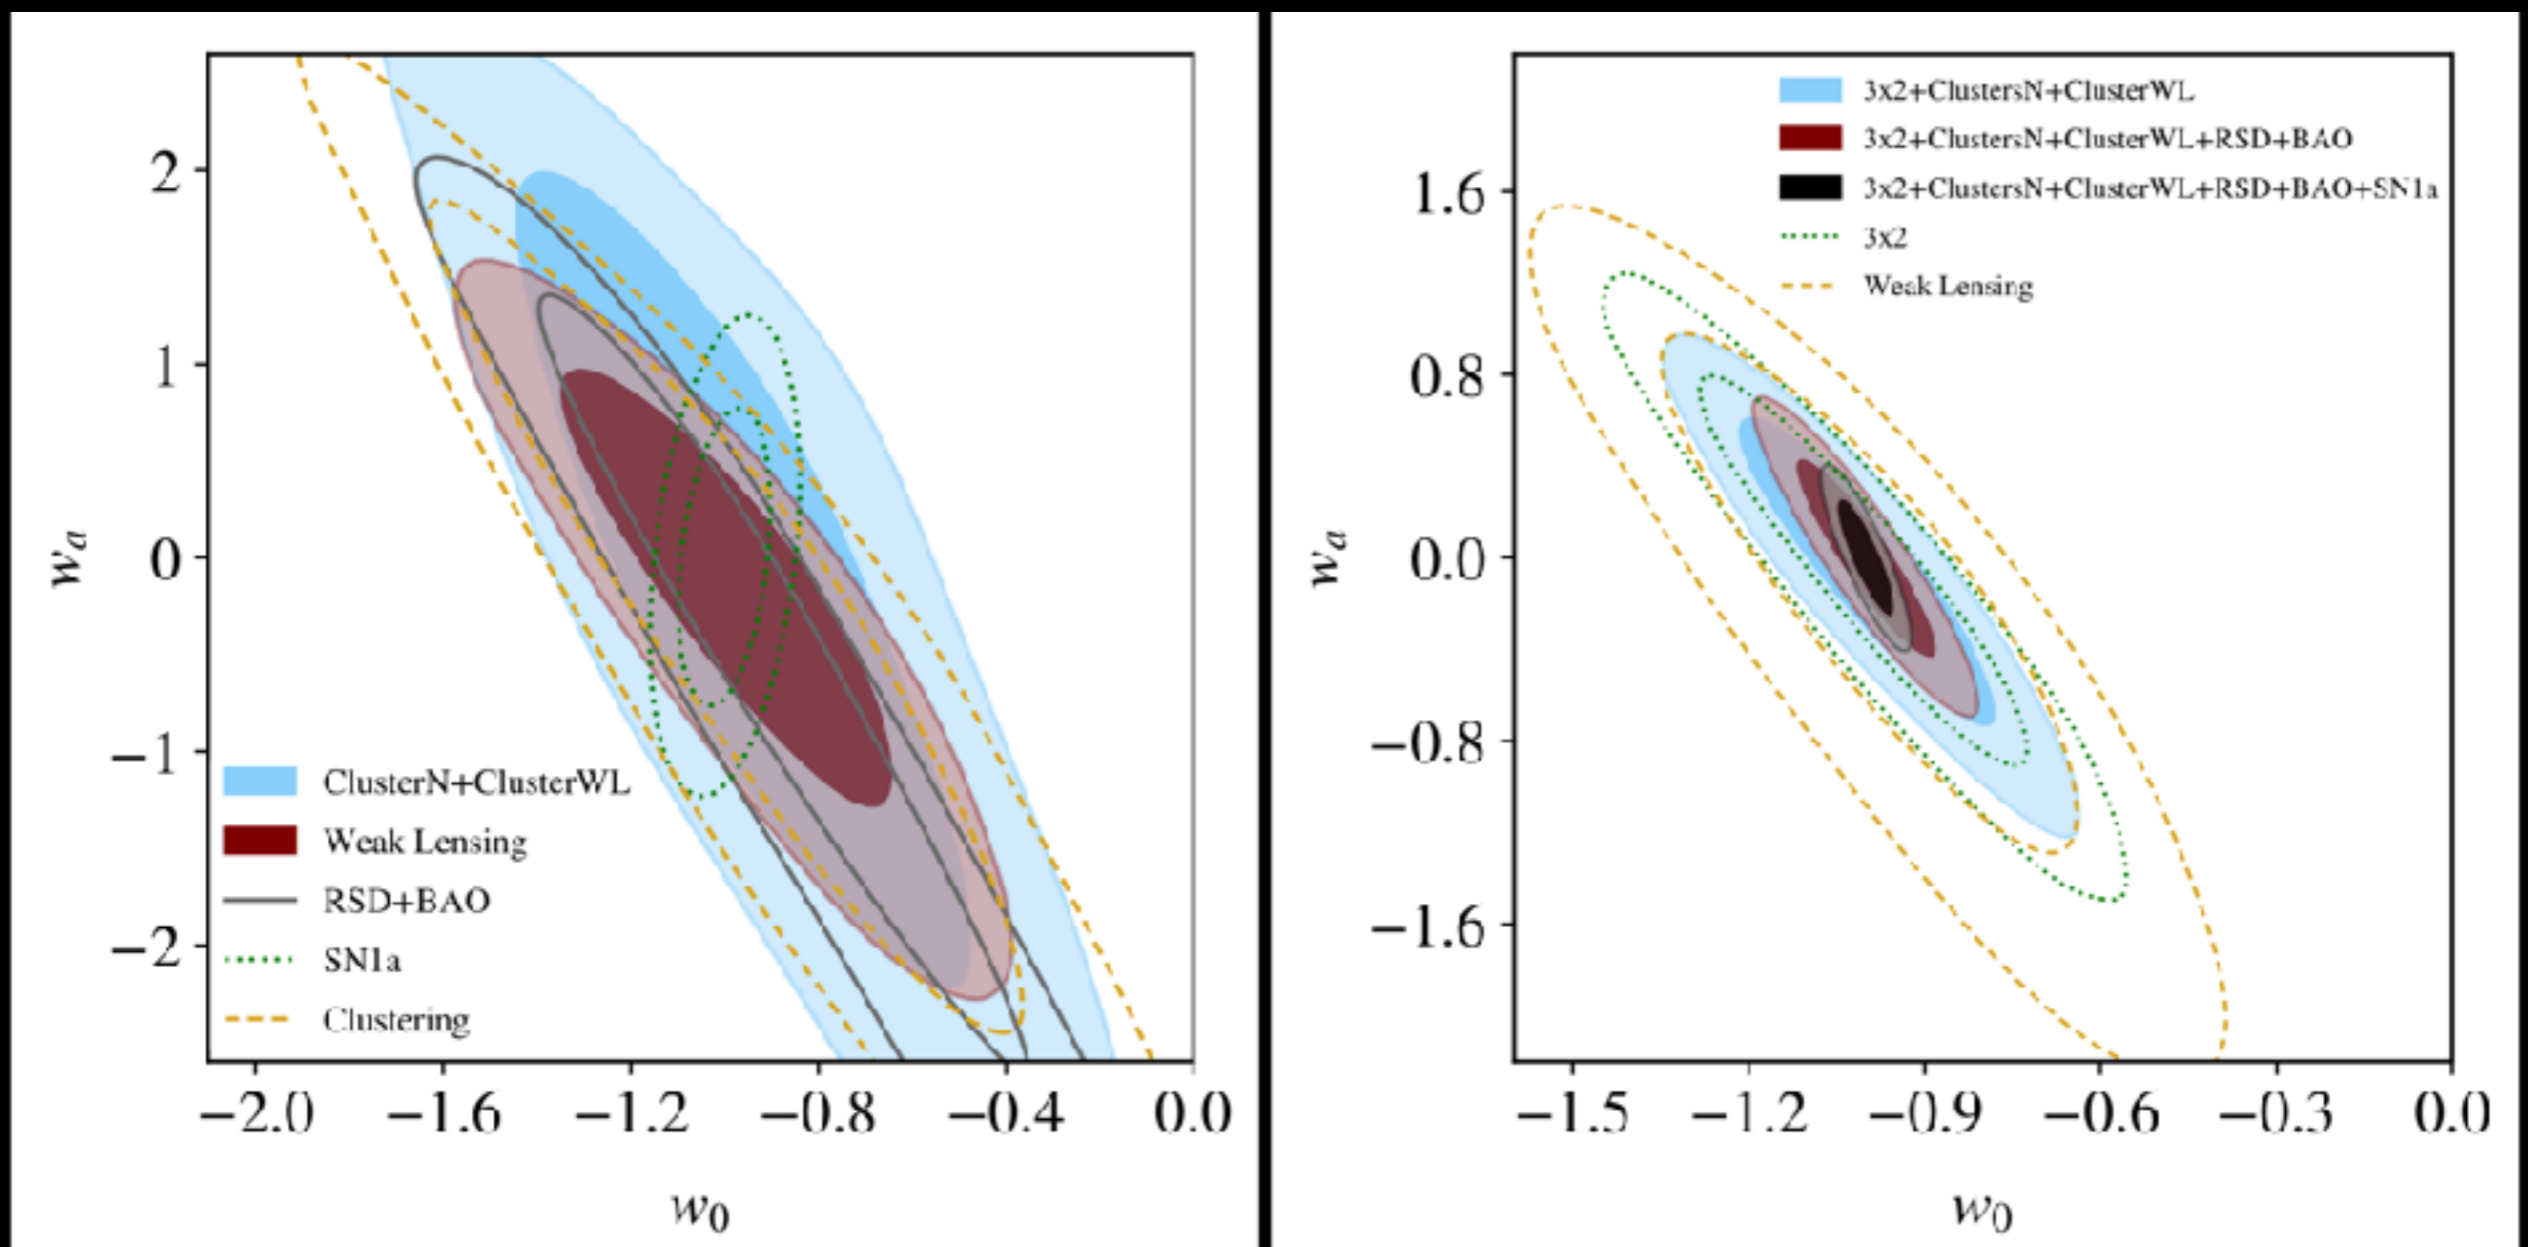 2
1
0
−1
−2
w_a
ClusterN+ClusterWL
Weak Lensing
RSD+BAO
SN1a
Clustering
−2.0 −1.6 −1.2 −0.8 −0.4 0.0
w_0
3x2+ClustersN+ClusterWL
3x2+ClustersN+ClusterWL+RSD+BAO
3x2+ClustersN+ClusterWL+RSD+BAO+SN1a
3x2
Weak Lensing
1.6
0.8
0.0
−0.8
−1.6
w_a
−1.5 −1.2 −0.9 −0.6 −0.3 0.0
w_0